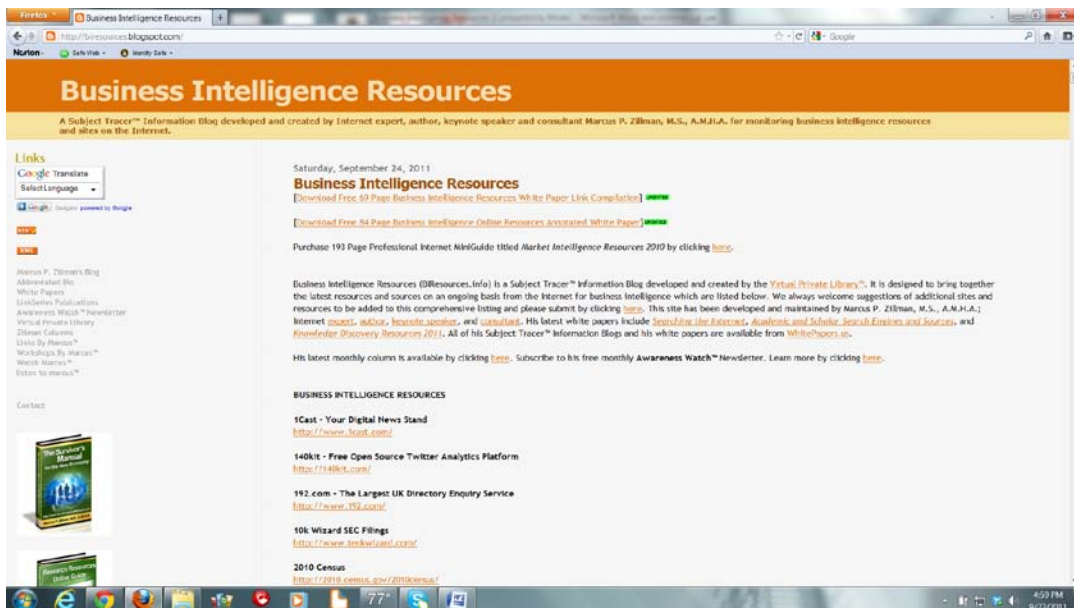 Firefox
Business Intelligence Resources
http://biresources.blogspot.com/
Google
Norton
Safe Web
Identity Safe
Business Intelligence Resources
A Subject Tracer™ Information Blog developed and created by Internet expert, author, keynote speaker and consultant Marcus P. Zillman, M.S., A.M.H.A. for monitoring business intelligence resources
and sites on the Internet.
Links
Google Translate
Select Language
Google powered by Google
Marcus P. Zillman's Blog
Abbreviated Bio
White Papers
LinkSeries Publications
Awareness Watch™ Newsletter
Virtual Private Library
Zillman Columns
Links By Marcus™
Workshops By Marcus™
Watch Marcus™
listen to marcus™
Contact
The Survivor's
Manual
Research Resources
Online Guide
Saturday, September 24, 2011
Business Intelligence Resources
[Download Free 69 Page Business Intelligence Resources White Paper Link Compilation] UPDATED
[Download Free 84 Page Business Intelligence Online Resources Annotated White Paper] UPDATED
Purchase 193 Page Professional Internet MiniGuide titled Market Intelligence Resources 2010 by clicking here.
Business Intelligence Resources (BIResources.info) is a Subject Tracer™ Information Blog developed and created by the Virtual Private Library™. It is designed to bring together
the latest resources and sources on an ongoing basis from the Internet for business intelligence which are listed below. We always welcome suggestions of additional sites and
resources to be added to this comprehensive listing and please submit by clicking here. This site has been developed and maintained by Marcus P. Zillman, M.S., A.M.H.A.;
Internet expert, author, keynote speaker, and consultant. His latest white papers include Searching the Internet, Academic and Scholar Search Engines and Sources, and
Knowledge Discovery Resources 2011. All of his Subject Tracer™ Information Blogs and his white papers are available from WhitePapers.us.
His latest monthly column is available by clicking here. Subscribe to his free monthly Awareness Watch™ Newsletter. Learn more by clicking here.
BUSINESS INTELLIGENCE RESOURCES
1Cast - Your Digital News Stand
http://www.1cast.com/
140kit - Free Open Source Twitter Analytics Platform
http://140kit.com/
192.com - The Largest UK Directory Enquiry Service
http://www.192.com/
10k Wizard SEC Filings
http://www.tenkwizard.com/
2010 Census
http://2010.census.gov/2010census/
77°
4:59 PM